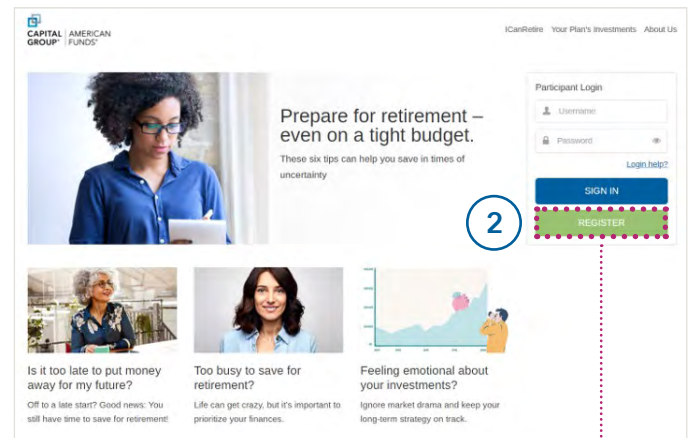 CAPITAL AMERICAN
GROUP® FUNDS®
ICanRetire Your Plan's Investments About Us
Prepare for retirement –
even on a tight budget.
These six tips can help you save in times of
uncertainty
Participant Login
Username
Password
Login help?
SIGN IN
2
REGISTER
Is it too late to put money
away for my future?
Off to a late start? Good news: You
still have time to save for retirement!
Too busy to save for
retirement?
Life can get crazy, but it's important to
prioritize your finances.
Feeling emotional about
your investments?
Ignore market drama and keep your
long-term strategy on track.